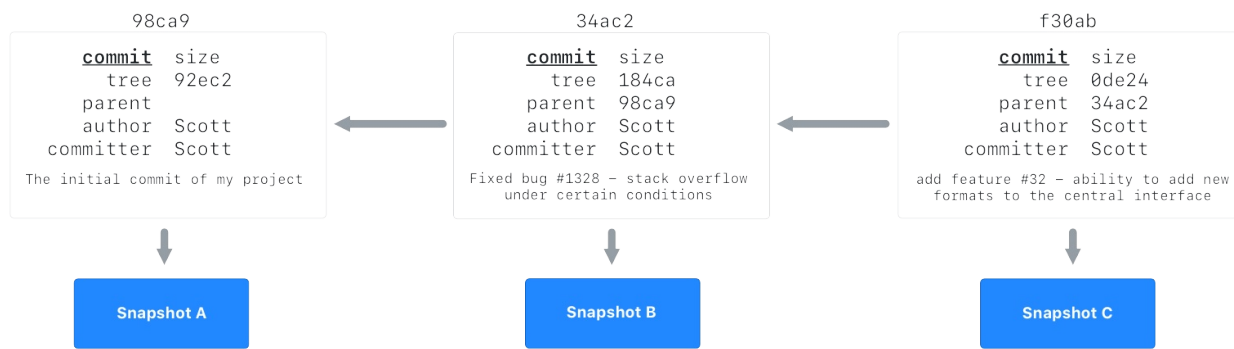 98ca9
commit size
tree 92ec2
parent
author Scott
committer Scott
The initial commit of my project
Snapshot A
34ac2
commit size
tree 184ca
parent 98ca9
author Scott
committer Scott
Fixed bug #1328 – stack overflow
under certain conditions
Snapshot B
f30ab
commit size
tree 0de24
parent 34ac2
author Scott
committer Scott
add feature #32 – ability to add new
formats to the central interface
Snapshot C